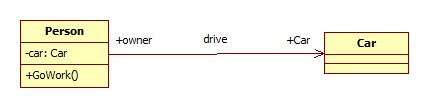 Person
-car: Car
+GoWork()
+owner drive +Car
Car